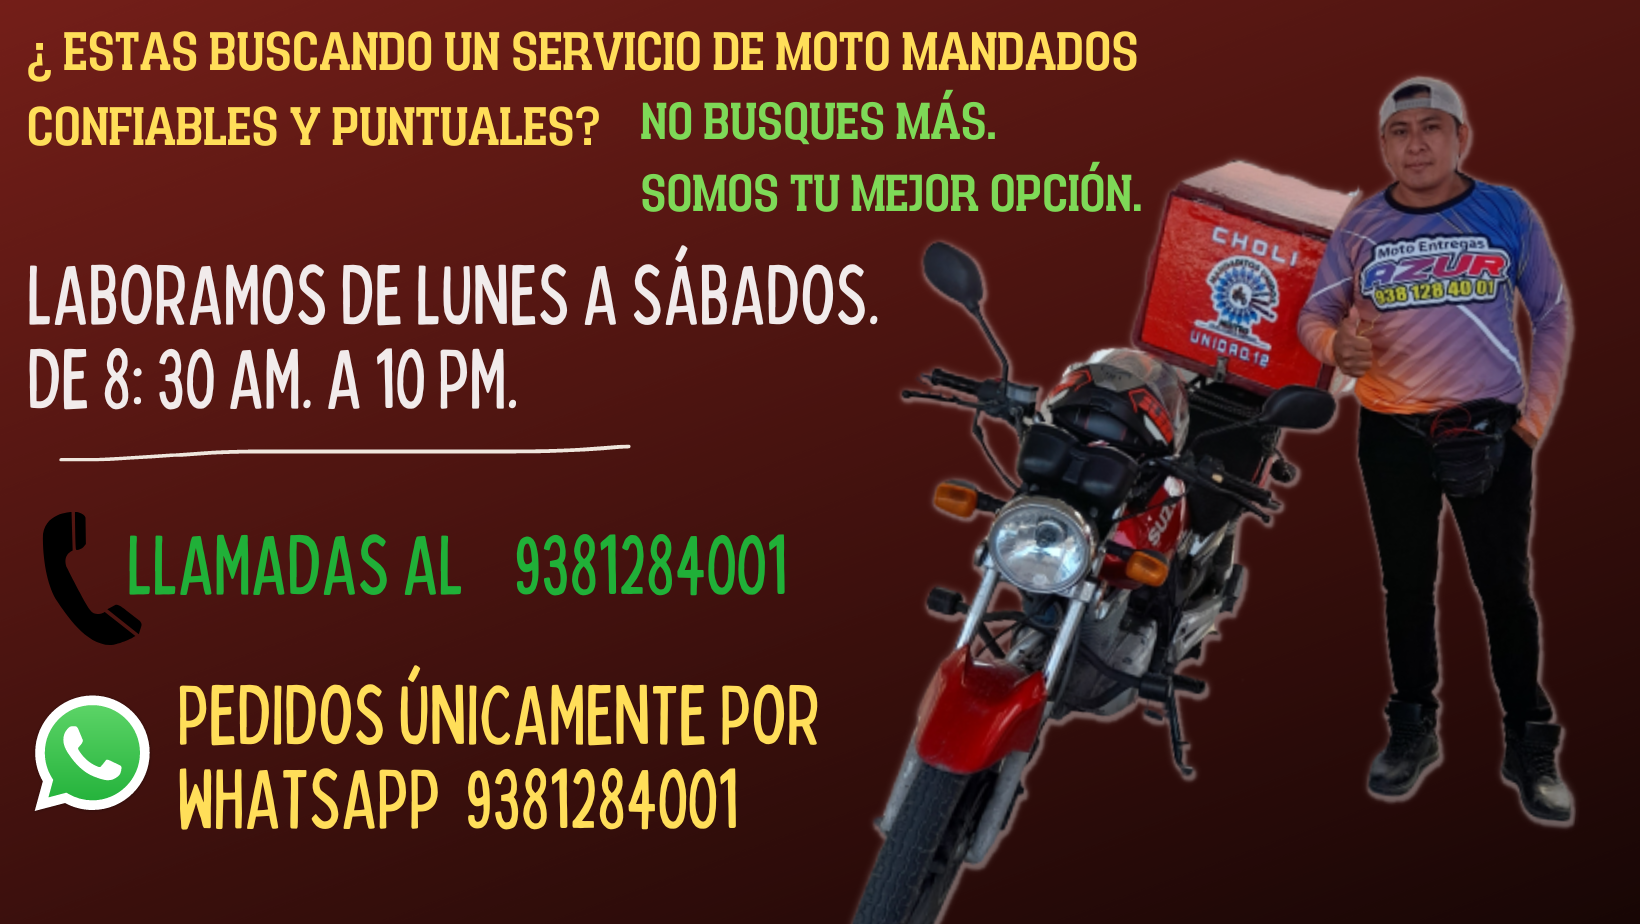 ¿ ESTAS BUSCANDO UN SERVICIO DE MOTO MANDADOS
CONFIABLES Y PUNTUALES?
NO BUSQUES MÁS.
SOMOS TU MEJOR OPCIÓN.
LABORAMOS DE LUNES A SÁBADOS.
DE 8: 30 AM. A 10 PM.
LLAMADAS AL 9381284001
PEDIDOS ÚNICAMENTE POR
WHATSAPP 9381284001
CHOLI
UNIDAD 12
Moto Entregas
AZUR
938 128 40 01